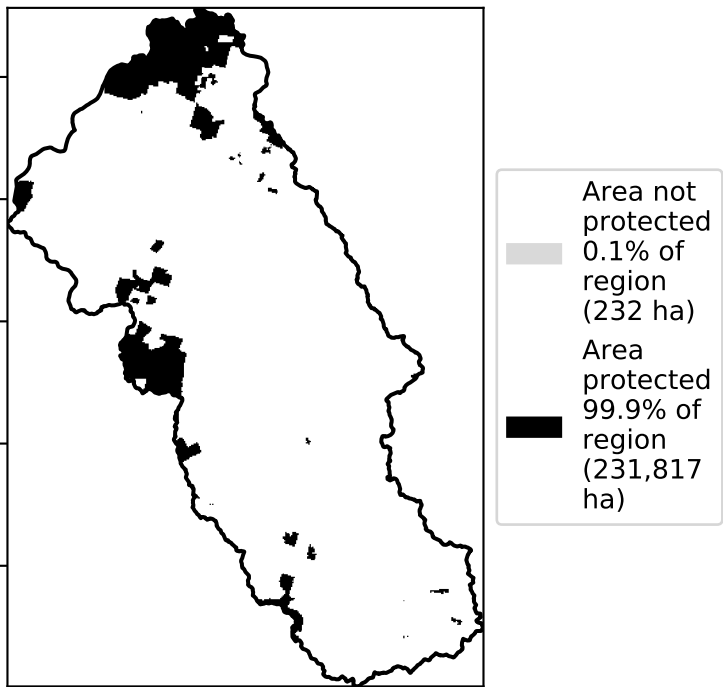 Area not
protected
0.1% of
region
(232 ha)
Area
protected
99.9% of
region
(231,817
ha)